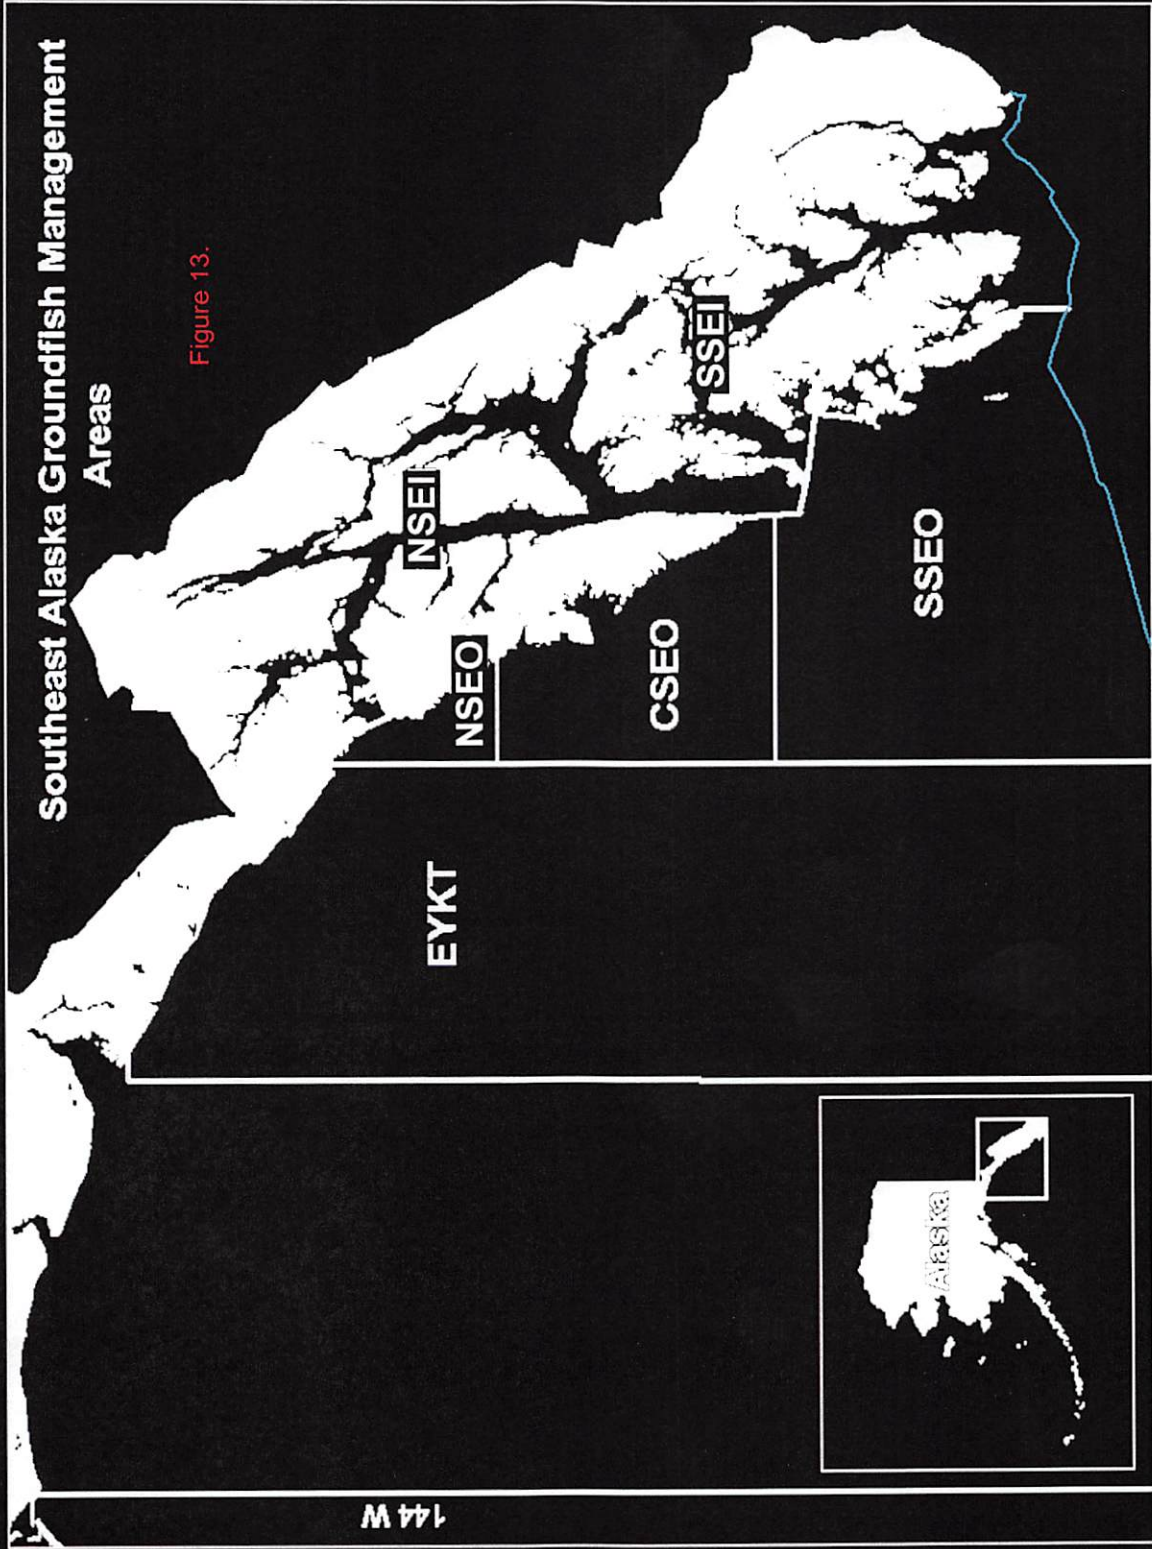 Southeast Alaska Groundfish Management
Areas
Figure 13.
NSEI
SSEI
NSEO
CSEO
SSEO
EYKT
Alaska
144 W